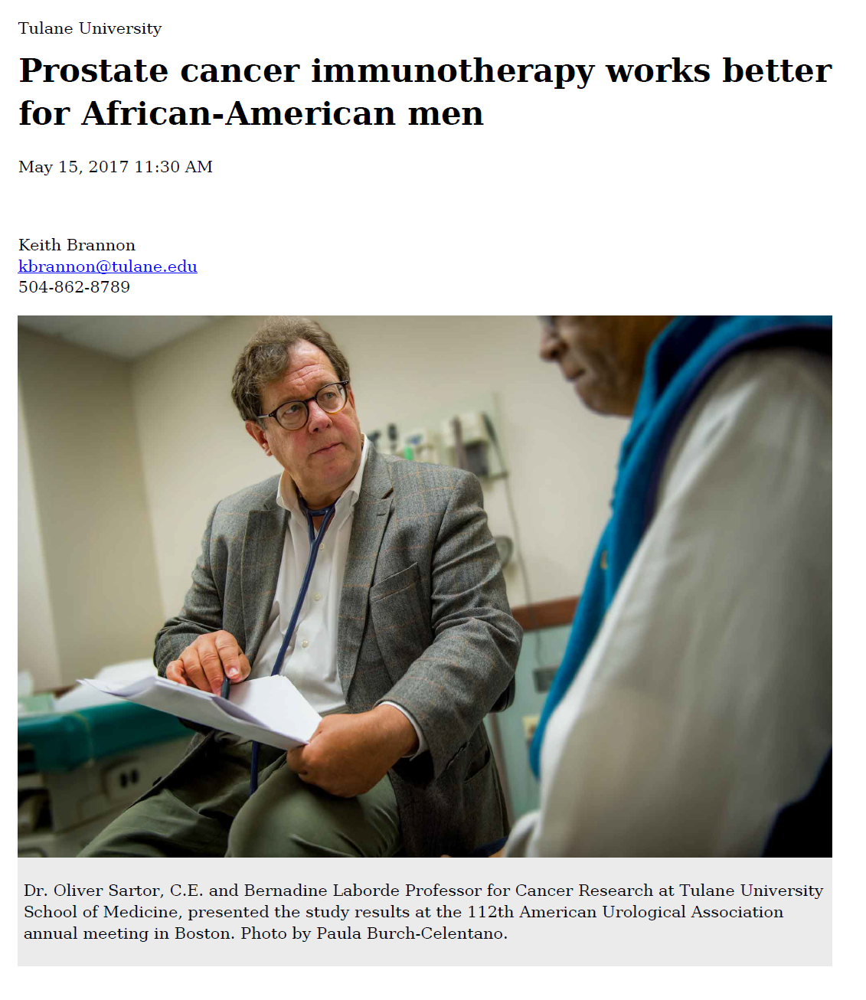 Tulane University
Prostate cancer immunotherapy works better
for African-American men
May 15, 2017 11:30 AM
Keith Brannon
kbrannon@tulane.edu
504-862-8789
Dr. Oliver Sartor, C.E. and Bernadine Laborde Professor for Cancer Research at Tulane University
School of Medicine, presented the study results at the 112th American Urological Association
annual meeting in Boston. Photo by Paula Burch-Celentano.